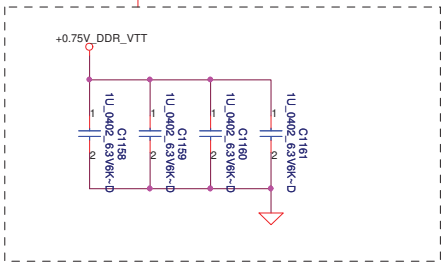 +0.75V_DDR_VTT
1
2
C1158
1U_0402_6.3V6K~D
1
2
C1159
1U_0402_6.3V6K~D
1
2
C1160
1U_0402_6.3V6K~D
1
2
C1161
1U_0402_6.3V6K~D